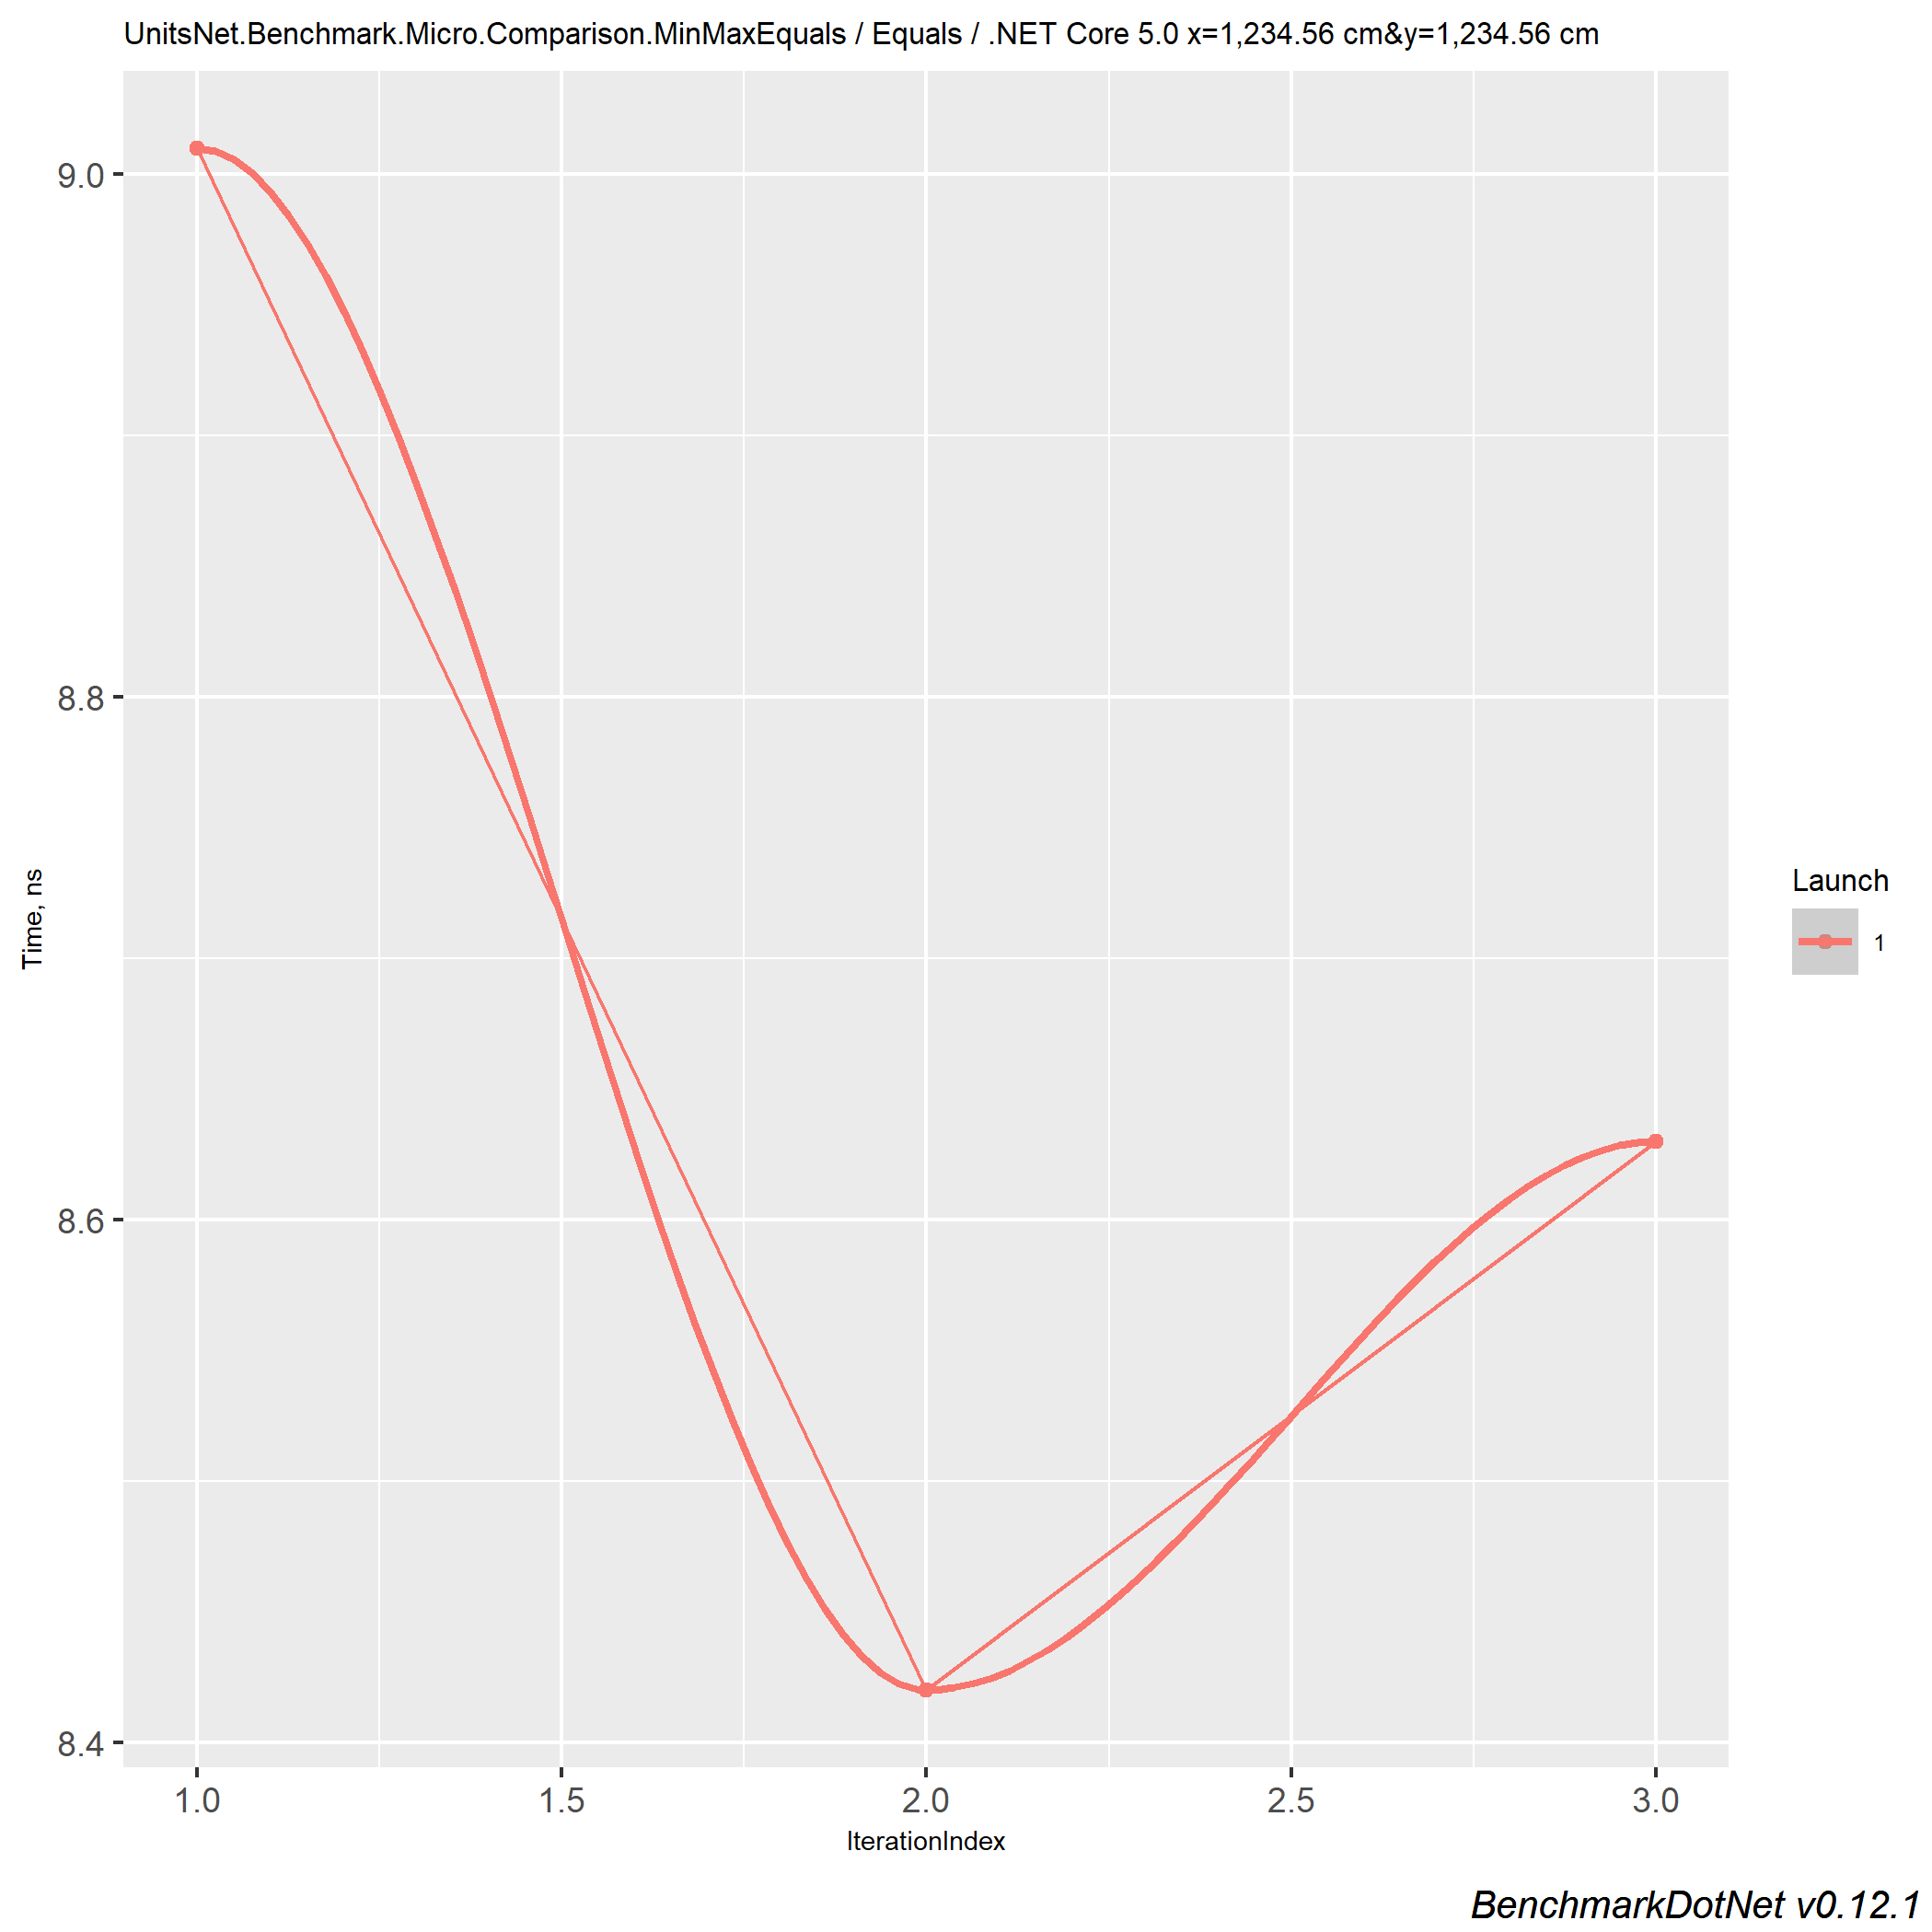 UnitsNet.Benchmark.Micro.Comparison.MinMaxEquals / Equals / .NET Core 5.0 x=1,234.56 cm&y=1,234.56 cm
9.0
8.8
8.6
8.4
Time, ns
1.0 1.5 2.0 2.5 3.0
IterationIndex
Launch
1
BenchmarkDotNet v0.12.1